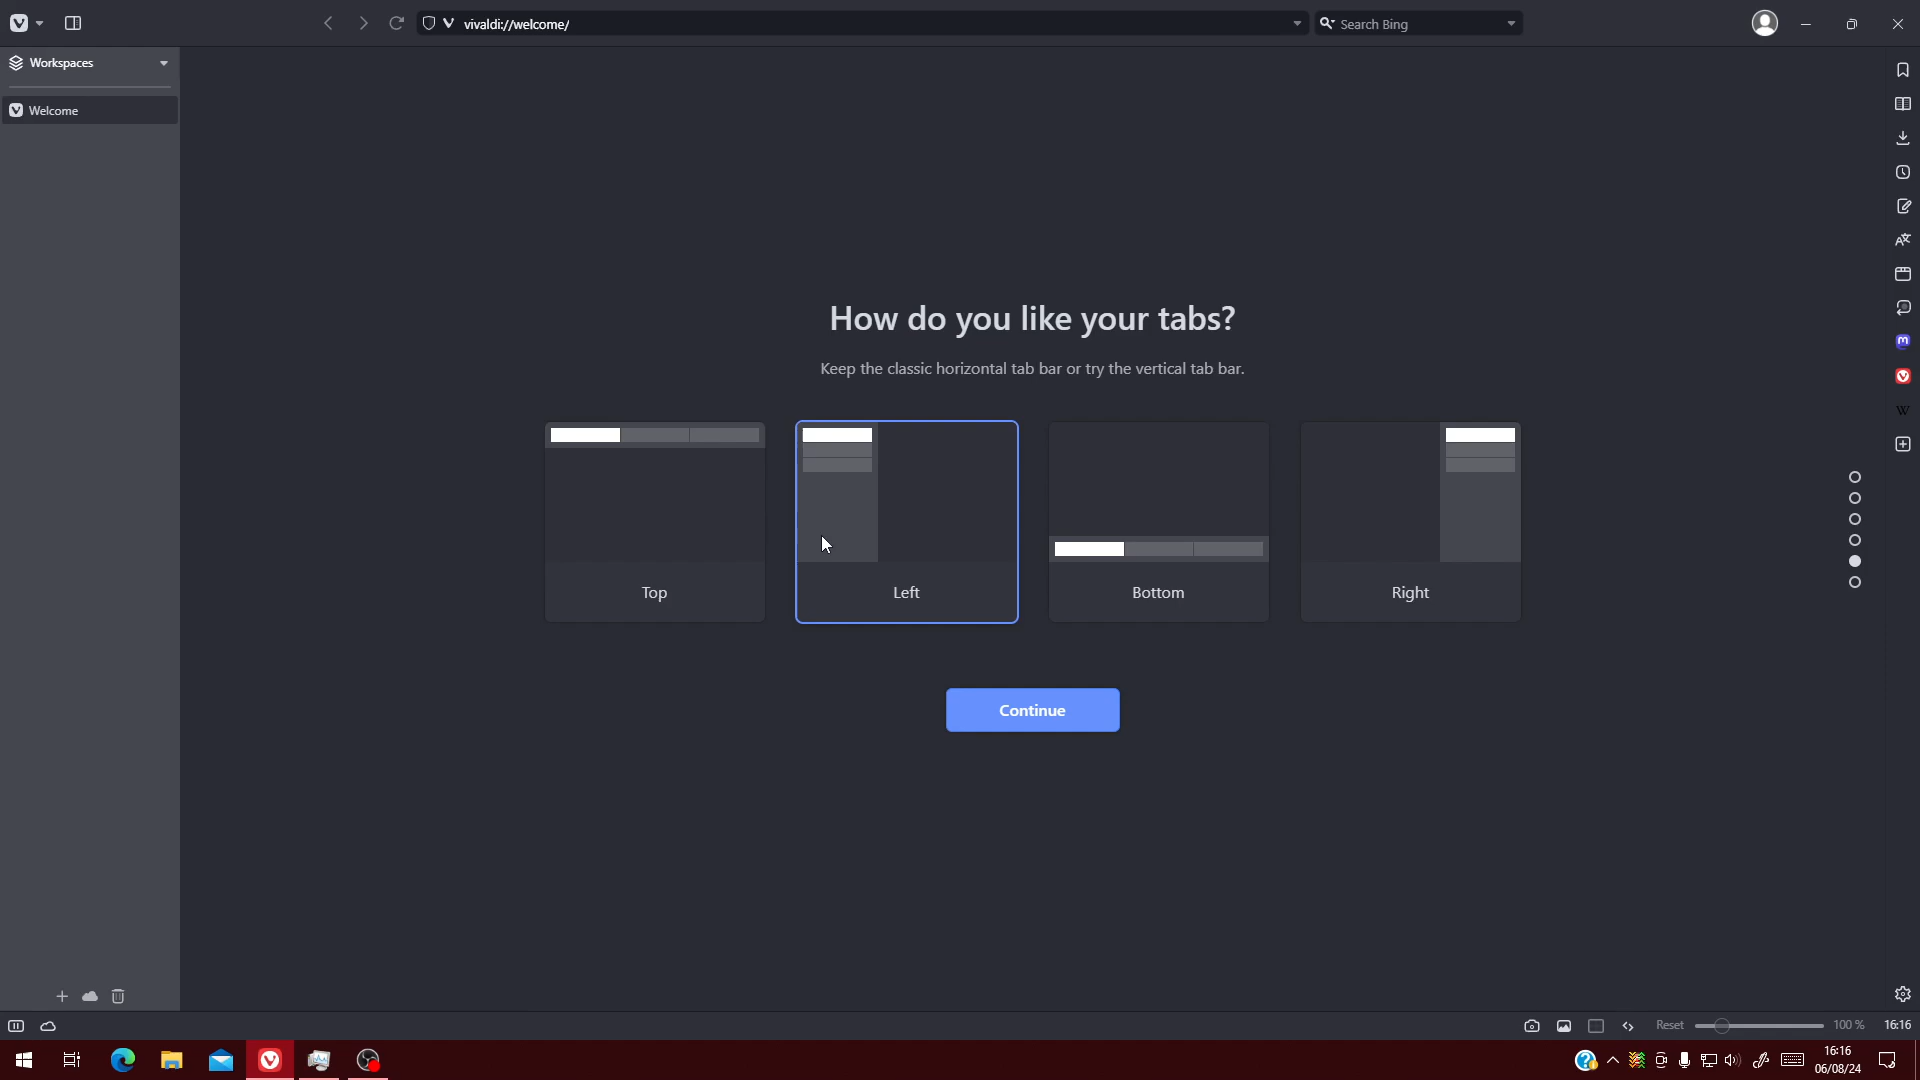 vivaldi://welcome/
Search Bing
Workspaces
Welcome
How do you like your tabs?
Keep the classic horizontal tab bar or try the vertical tab bar.
Top
Left
Bottom
Right
Continue
Reset
100 %
16:16
16:16
06/08/24